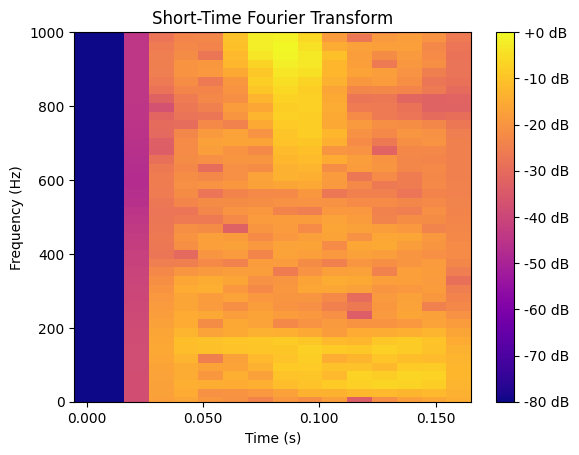 Short-Time Fourier Transform
Frequency (Hz)
1000
800
600
400
200
0
0.000
0.050
0.100
0.150
Time (s)
+0 dB
-10 dB
-20 dB
-30 dB
-40 dB
-50 dB
-60 dB
-70 dB
-80 dB